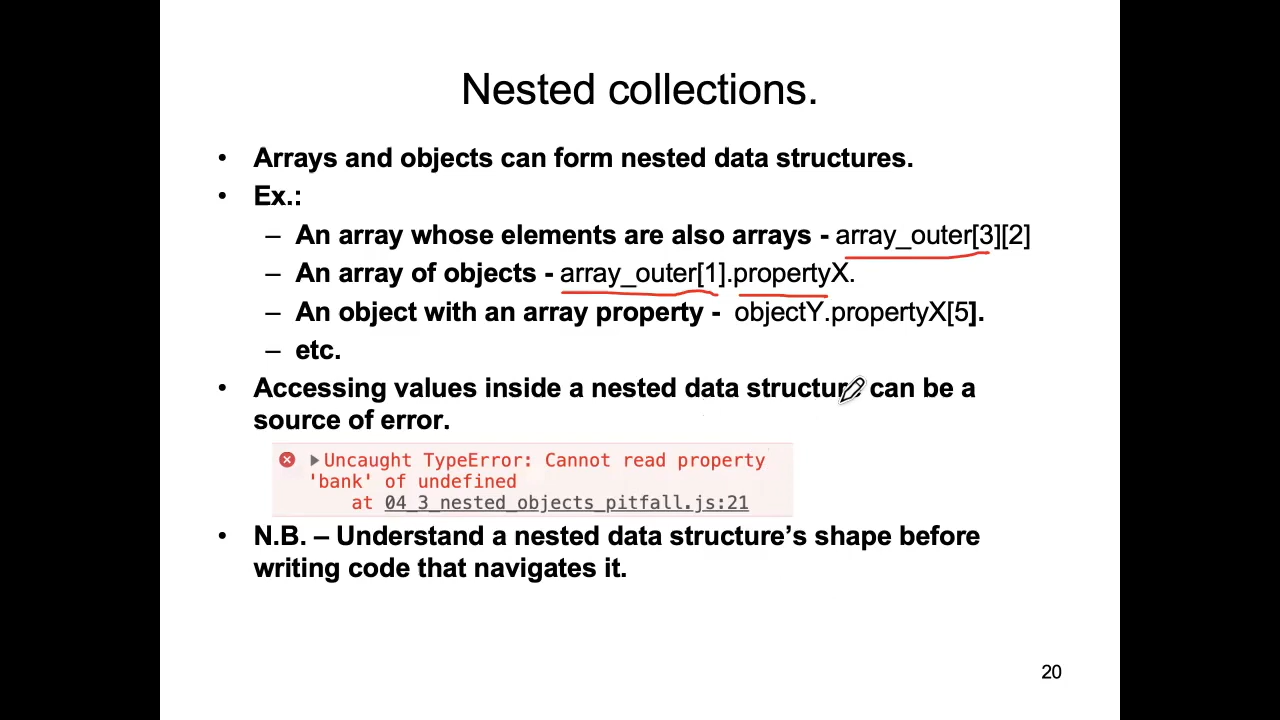 Nested collections.
• Arrays and objects can form nested data structures.
• Ex.:
– An array whose elements are also arrays - array_outer[3][2]
– An array of objects - array_outer[1].propertyX.
– An object with an array property - objectY.propertyX[5].
– etc.
• Accessing values inside a nested data structure can be a
source of error.
Uncaught TypeError: Cannot read property
'bank' of undefined
at 04_3_nested_objects_pitfall.js:21
• N.B. – Understand a nested data structure’s shape before
writing code that navigates it.
20